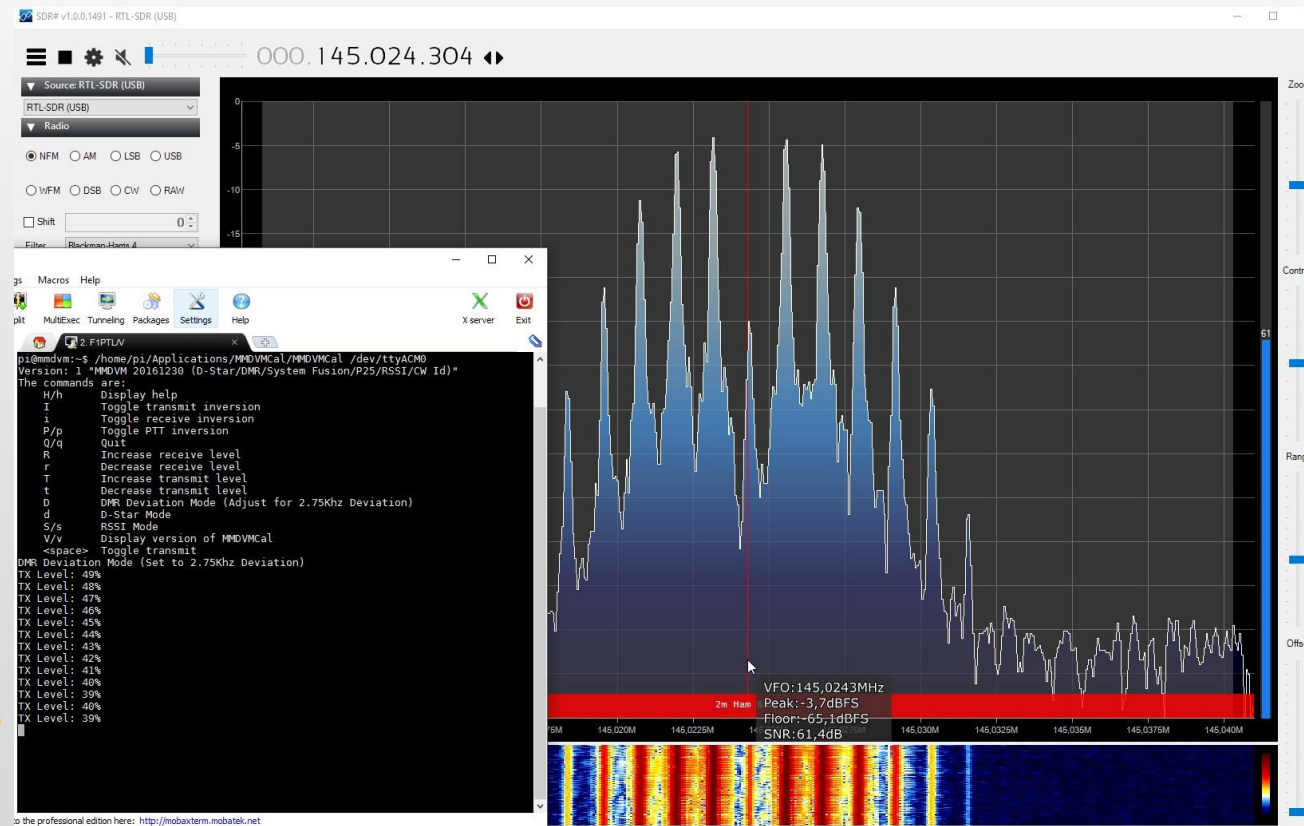 SDR# v1.0.0.1491 - RTL-SDR (USB)
000.145.024.304
Source: RTL-SDR (USB)
RTL-SDR (USB)
Radio
NFM AM LSB USB
WFM DSB CW RAW
Shift 0
Filter Blackman-Harris 4
0
-5
-10
-15
Zoo
Contr
Rang
Offs
61
gs Macros Help
plit MultiExec Tunneling Packages Settings Help X server Exit
2. F1PTL/V
pi@mmdvm:~$ /home/pi/Applications/MMDVMCal/MMDVMCal /dev/ttyACM0
Version: 1 "MMDVM 20161230 (D-Star/DMR/System Fusion/P25/RSSI/CW Id)"
The commands are:
H/h Display help
I Toggle transmit inversion
i Toggle receive inversion
P/p Toggle PTT inversion
Q/q Quit
R Increase receive level
r Decrease receive level
T Increase transmit level
t Decrease transmit level
D DMR Deviation Mode (Adjust for 2.75Khz Deviation)
d D-Star Mode
S/s RSSI Mode
V/v Display version of MMDVMCal
<space> Toggle transmit
DMR Deviation Mode (Set to 2.75Khz Deviation)
TX Level: 49%
TX Level: 48%
TX Level: 47%
TX Level: 46%
TX Level: 45%
TX Level: 44%
TX Level: 43%
TX Level: 42%
TX Level: 41%
TX Level: 40%
TX Level: 39%
TX Level: 40%
TX Level: 39%
VFO:145,0243MHz
2m Ham
Peak:-3,7dBFS
Floor:-65,1dBFS
SNR:61,4dB
75M 145,020M 145,0225M 275M 145,030M 145,0325M 145,035M 145,0375M 145,040M
to the professional edition here: http://mobaxterm.mobatek.net